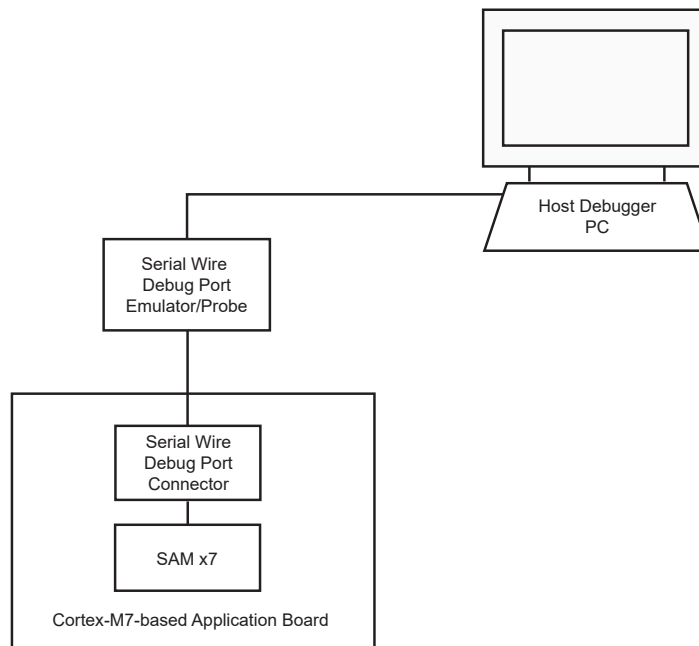 Host Debugger
PC
Serial Wire
Debug Port
Emulator/Probe
Serial Wire
Debug Port
Connector
SAM x7
Cortex-M7-based Application Board